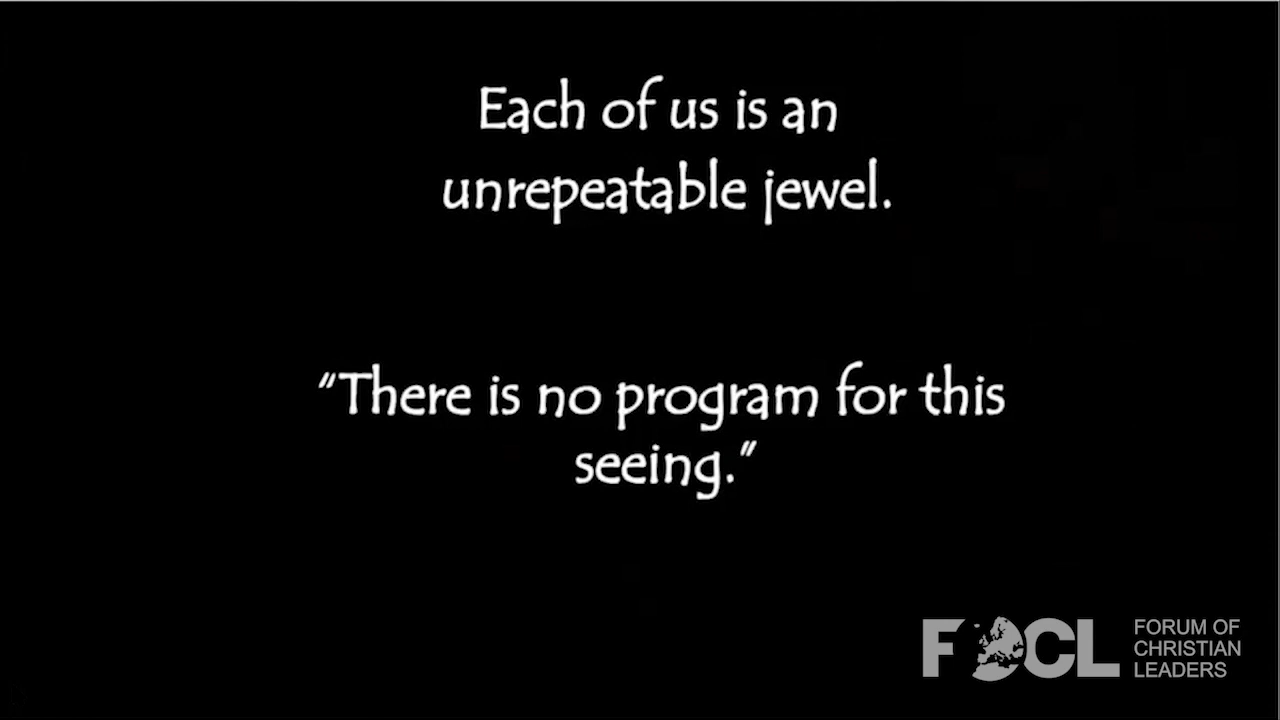 Each of us is an
unrepeatable jewel.
“There is no program for this
seeing.”
FOCL
FORUM OF
CHRISTIAN
LEADERS